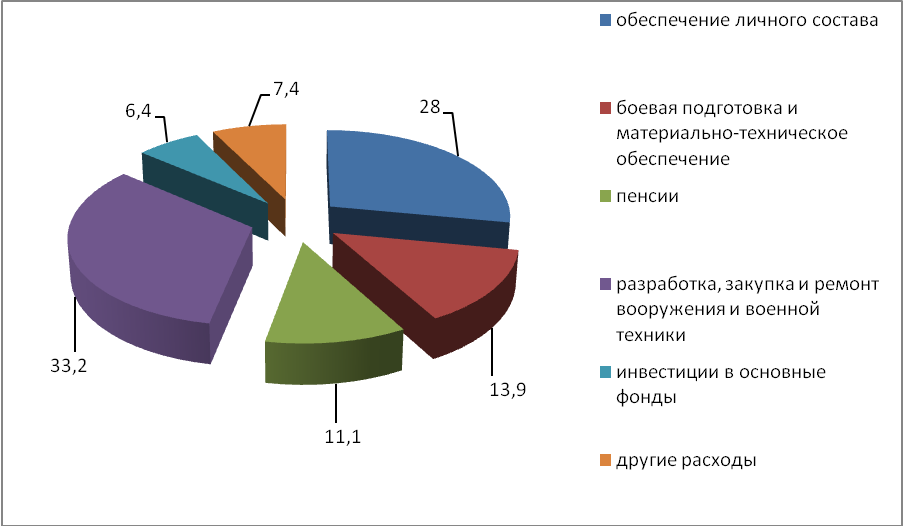 обеспечение личного состава
7,4
6,4
28
боевая подготовка и
материально-техническое
обеспечение
пенсии
разработка, закупка и ремонт
вооружения и военной
техники
33,2
инвестиции в основные
фонды
13,9
11,1
другие расходы